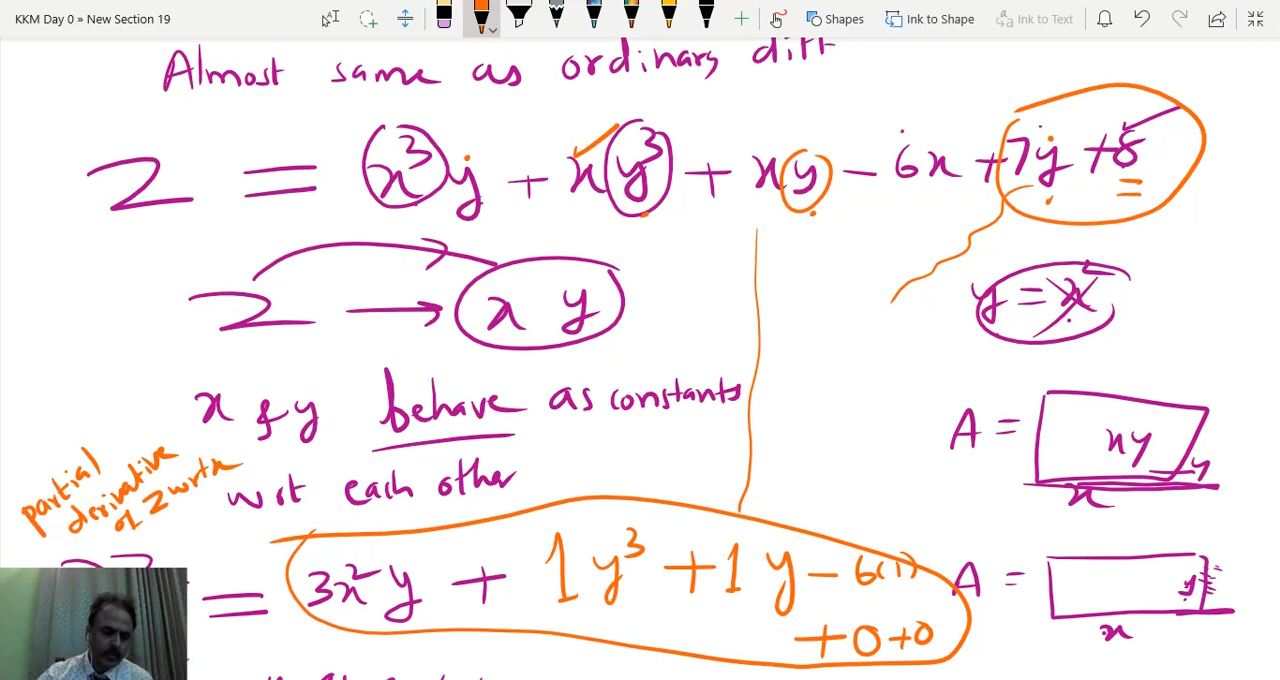 KKM Day 0 » New Section 19
Shapes
Ink to Shape
Ink to Text
Almost same as ordinary diff
Z = x³y + xy³ + xy - 6x + 7y + 8
Z → x y
y = x
x & y behave as constants
wrt each other
A = xy
y
x
partial
derivative
of Z wrt x
= 3x²y + 1y³ + 1y - 6(1)
+0+0
A =
y
x